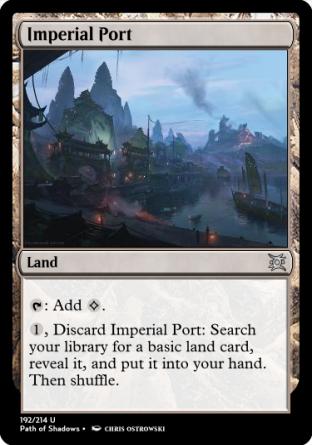 Imperial Port
Land
: Add .
1, Discard Imperial Port: Search
your library for a basic land card,
reveal it, and put it into your hand.
Then shuffle.
192/214 U
Path of Shadows • CHRIS OSTROWSKI